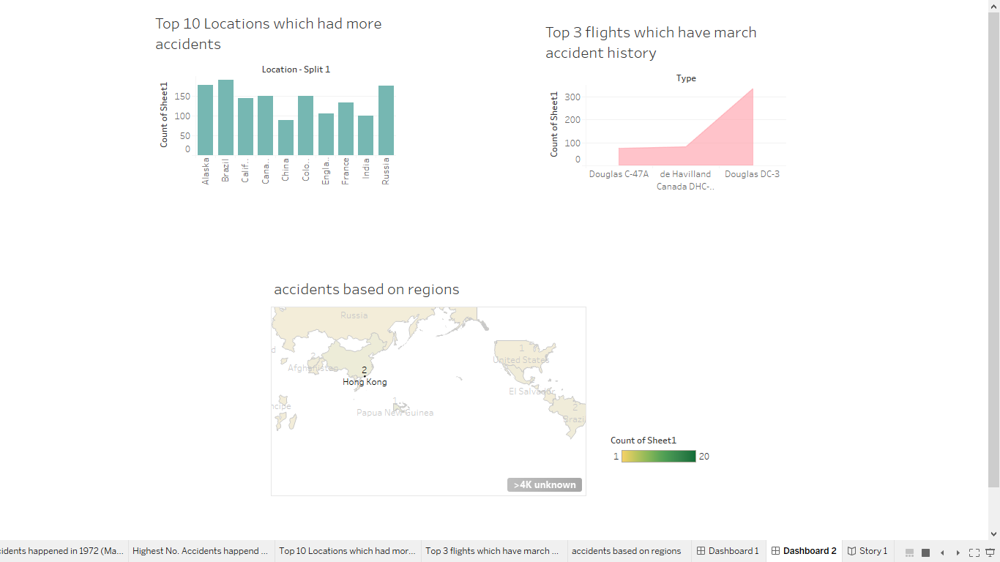 Top 10 Locations which had more
accidents
Location - Split 1
Count of Sheet1
150
100
50
0
Alaska
Brazil
Calif..
Cana..
China
Colo..
Engla..
France
India
Russia
Top 3 flights which have march
accident history
Type
Count of Sheet1
300
200
100
0
Douglas C-47A
de Havilland
Canada DHC-..
Douglas DC-3
accidents based on regions
Russia
d
2
Afghanistan
2
Hong Kong
1
United States
El Salvador
ncipe
1
Papua New Guinea
2
Brazil
>4K unknown
Count of Sheet1
1
20
cidents happened in 1972 (Ma...
Highest No. Accidents happend ...
Top 10 Locations which had mor...
Top 3 flights which have march ...
accidents based on regions
Dashboard 1
Dashboard 2
Story 1